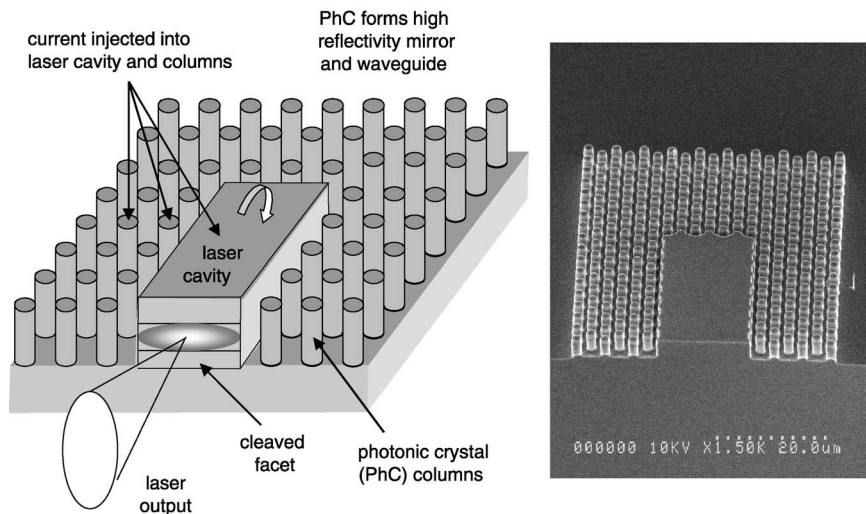 current injected into
laser cavity and columns
PhC forms high
reflectivity mirror
and waveguide
laser
cavity
cleaved
facet
photonic crystal
(PhC) columns
laser
output
000000 10KV X1.50K 20.0um